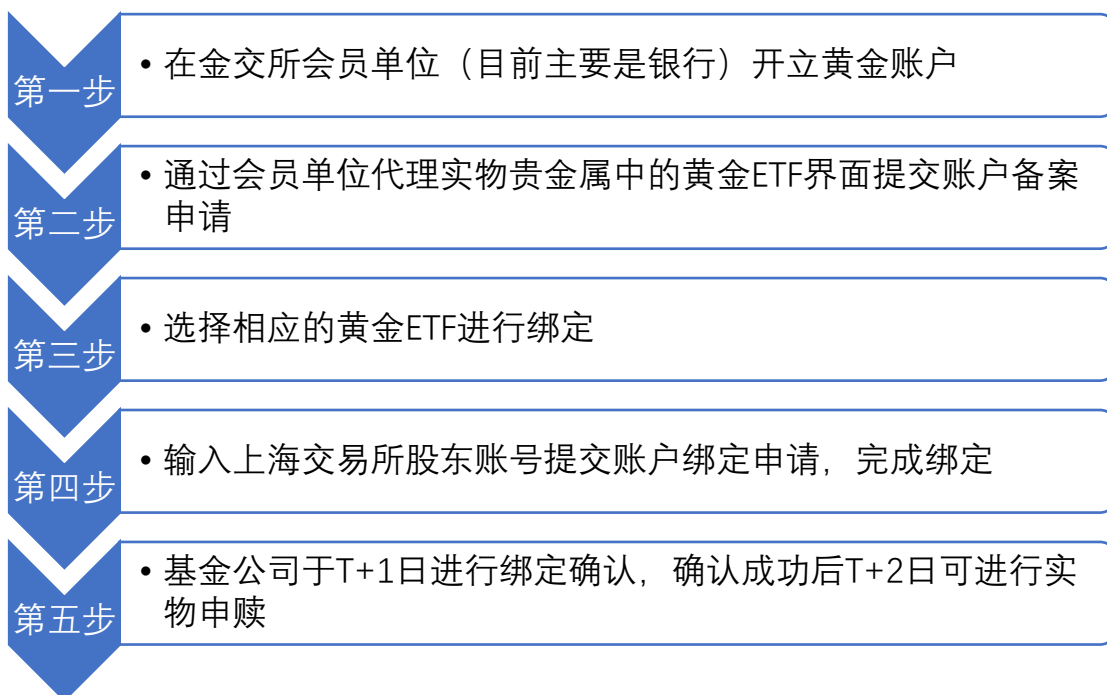 第一步
• 在金交所会员单位（目前主要是银行）开立黄金账户
第二步
• 通过会员单位代理实物贵金属中的黄金ETF界面提交账户备案
申请
第三步
• 选择相应的黄金ETF进行绑定
第四步
• 输入上海交易所股东账号提交账户绑定申请，完成绑定
第五步
• 基金公司于T+1日进行绑定确认，确认成功后T+2日可进行实
物申赎